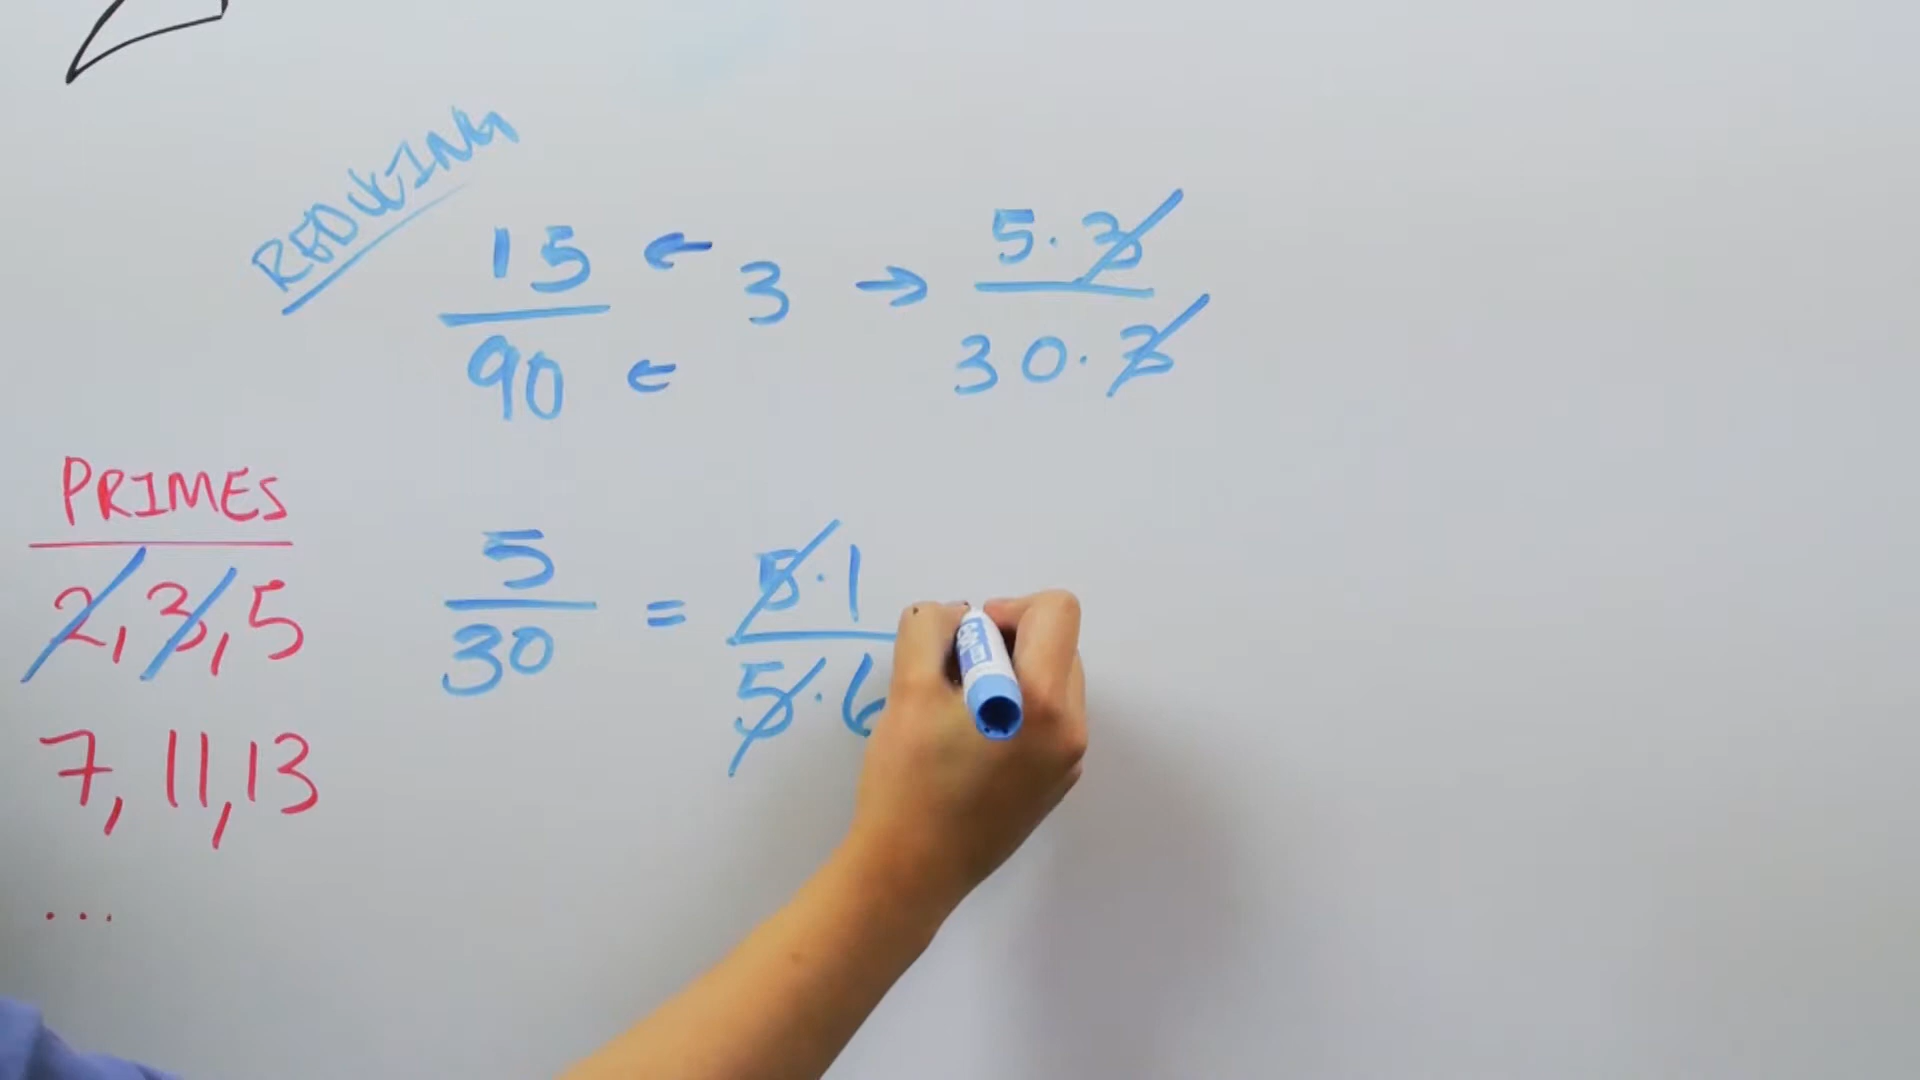 REDUCING
15/90 ← ← 3 → 5·3/30·3
PRIMES
2, 3, 5
7, 11, 13
...
5/30 = 5·1/5·6